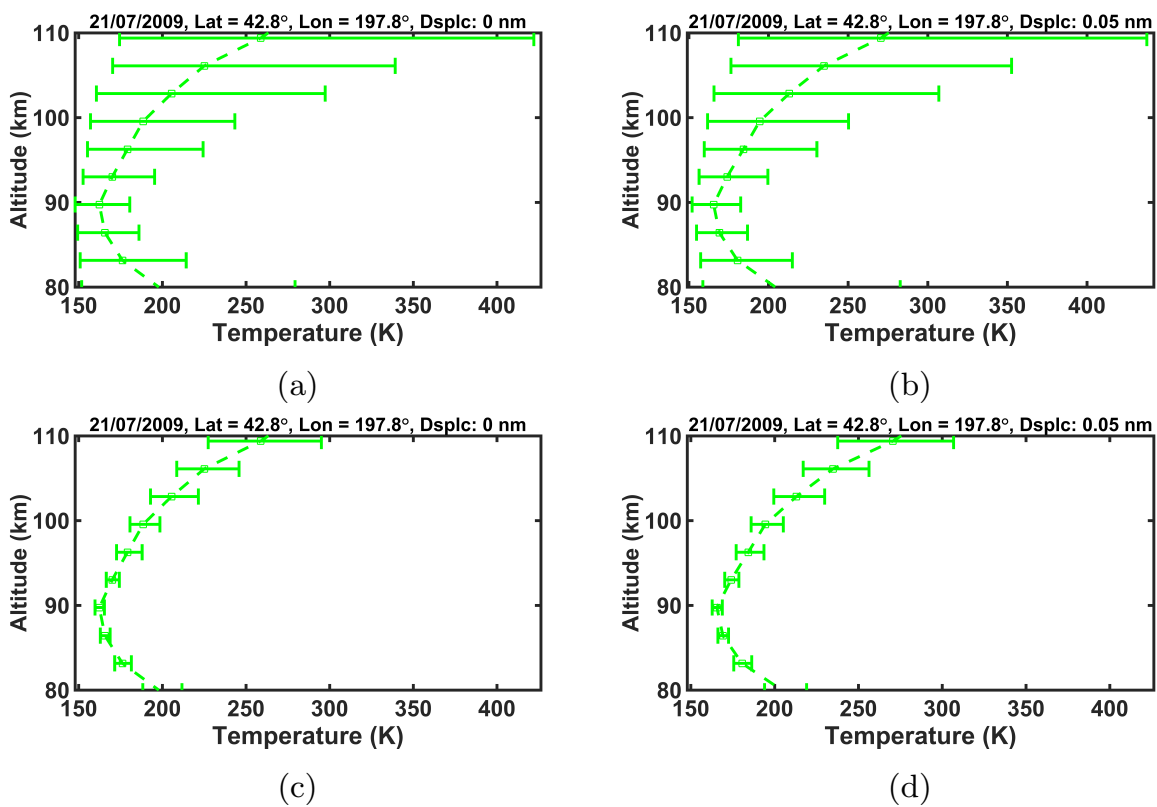 21/07/2009, Lat = 42.8°, Lon = 197.8°, Dsplc: 0 nm
110
100
90
80
Altitude (km)
150 200 250 300 350 400
Temperature (K)
(a)
21/07/2009, Lat = 42.8°, Lon = 197.8°, Dsplc: 0.05 nm
110
100
90
80
Altitude (km)
150 200 250 300 350 400
Temperature (K)
(b)
21/07/2009, Lat = 42.8°, Lon = 197.8°, Dsplc: 0 nm
110
100
90
80
Altitude (km)
150 200 250 300 350 400
Temperature (K)
(c)
21/07/2009, Lat = 42.8°, Lon = 197.8°, Dsplc: 0.05 nm
110
100
90
80
Altitude (km)
150 200 250 300 350 400
Temperature (K)
(d)